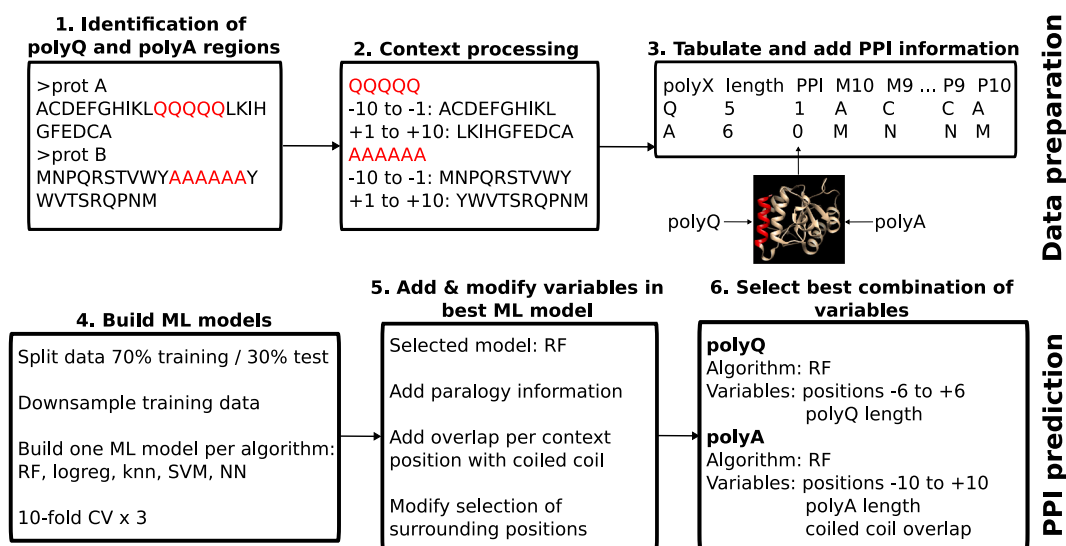 1. Identification of
polyQ and polyA regions
>prot A
ACDEFGHIKLQQQQQLKIH
GFEDCA
>prot B
MNPQRSTVWYAAAAAAY
WVTSRQPNM
2. Context processing
QQQQQ
-10 to -1: ACDEFGHIKL
+1 to +10: LKIHGFEDCA
AAAAAA
-10 to -1: MNPQRSTVWY
+1 to +10: YWVTSRQPNM
3. Tabulate and add PPI information
polyX length PPI M10 M9 ... P9 P10
Q 5 1 A C C A
A 6 0 M N N M
polyQ
polyA
Data preparation
4. Build ML models
Split data 70% training / 30% test
Downsample training data
Build one ML model per algorithm:
RF, logreg, knn, SVM, NN
10-fold CV x 3
5. Add & modify variables in
best ML model
Selected model: RF
Add paralogy information
Add overlap per context
position with coiled coil
Modify selection of
surrounding positions
6. Select best combination of
variables
polyQ
Algorithm: RF
Variables: positions -6 to +6
polyQ length
polyA
Algorithm: RF
Variables: positions -10 to +10
polyA length
coiled coil overlap
PPI prediction